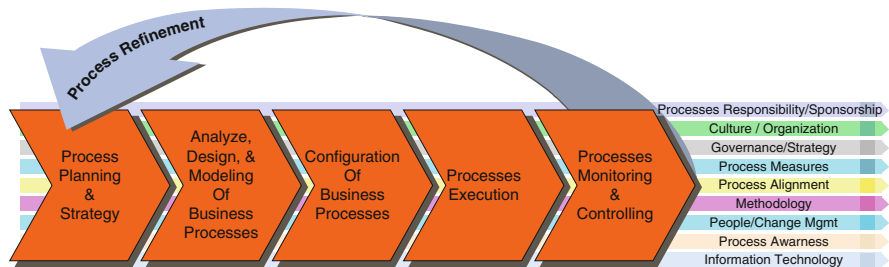 Process Refinement
Process
Planning
&
Strategy
Analyze,
Design, &
Modeling
Of
Business
Processes
Configuration
Of
Business
Processes
Processes
Execution
Processes
Monitoring
&
Controlling
Processes Responsibility/Sponsorship
Culture / Organization
Governance/Strategy
Process Measures
Process Alignment
Methodology
People/Change Mgmt
Process Awarness
Information Technology